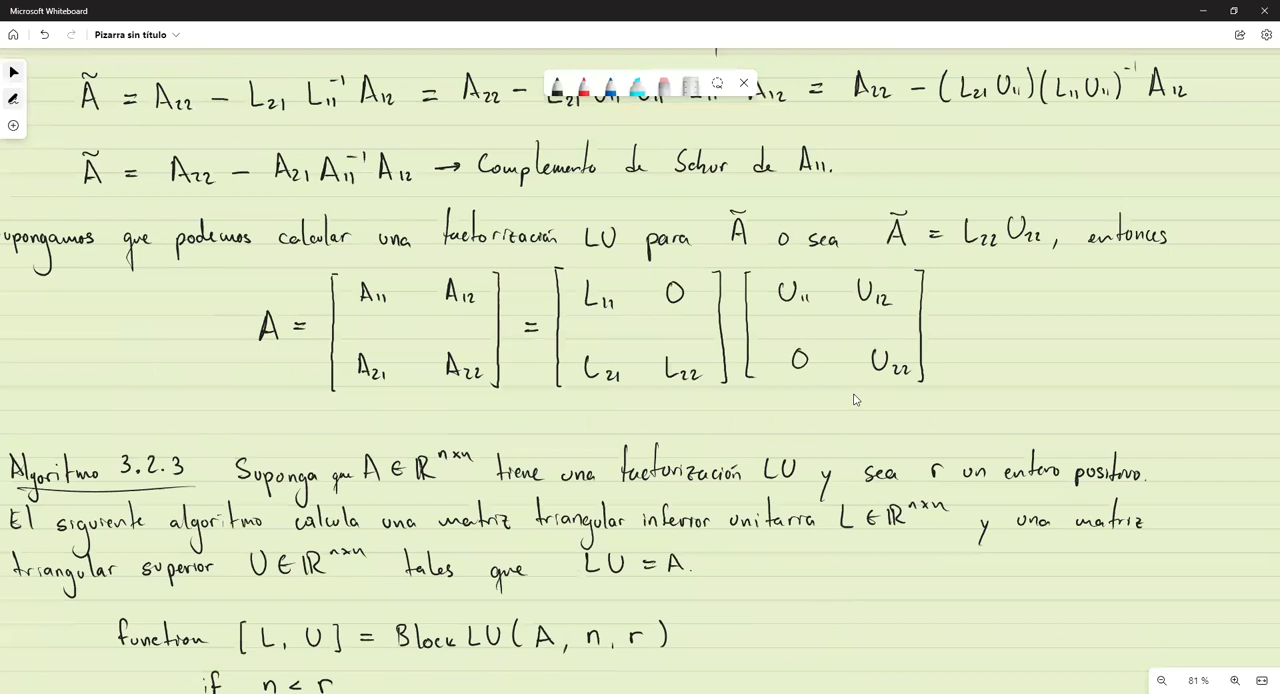 Microsoft Whiteboard
Pizarra sin título
Ã = A₂₂ − L₂₁ L₁₁⁻¹ A₁₂ = A₂₂ − A₁₂ = A₂₂ − (L₂₁ U₁₁)(L₁₁ U₁₁)⁻¹ A₁₂
Ã = A₂₂ − A₂₁ A₁₁⁻¹ A₁₂ → Complemento de Schur de A₁₁.
upongamos que podemos calcular una factorización LU para Ã o sea Ã = L₂₂ U₂₂, entonces
A = [ A₁₁ A₁₂ ; A₂₁ A₂₂ ] = [ L₁₁ 0 ; L₂₁ L₂₂ ] [ U₁₁ U₁₂ ; 0 U₂₂ ]
Algoritmo 3.2.3 Suponga que A ∈ ℝⁿˣⁿ tiene una factorización LU y sea r un entero positivo.
El siguiente algoritmo calcula una matriz triangular inferior unitaria L ∈ ℝⁿˣⁿ y una matriz
triangular superior U ∈ ℝⁿˣⁿ tales que LU = A.
function [L, U] = Block LU(A, n, r)
if n < r
81 %